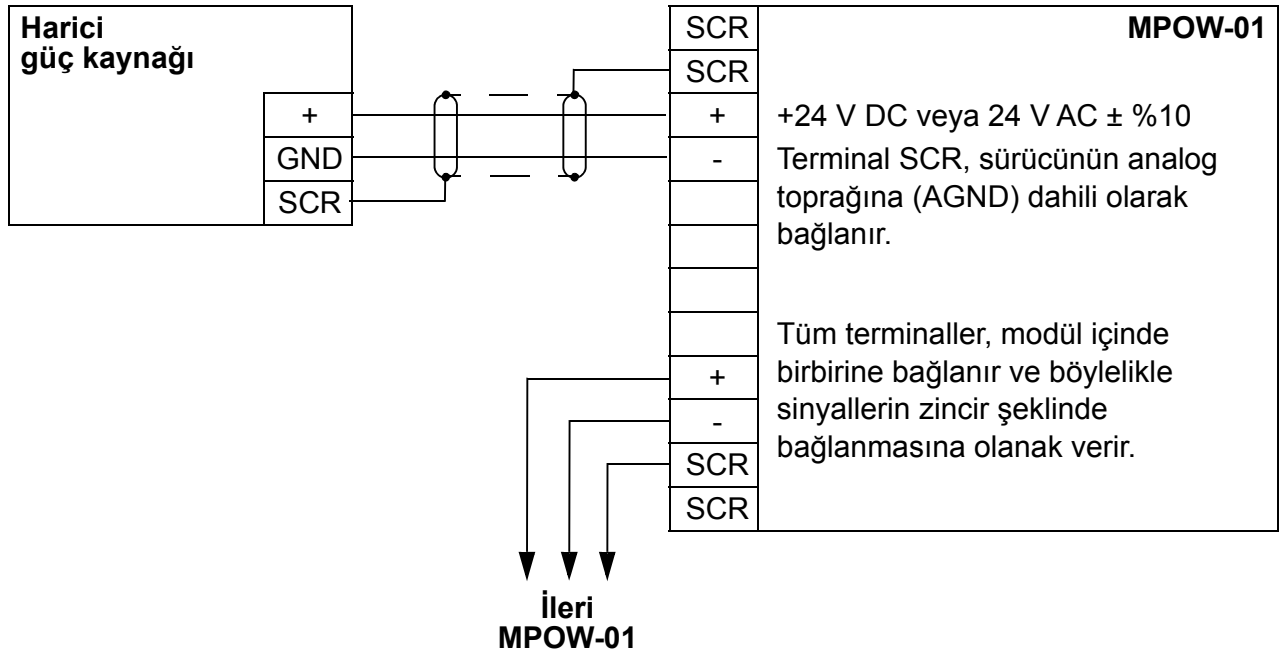 Harici
güç kaynağı
+
GND
SCR
SCR
SCR
+
-
+
-
SCR
SCR
MPOW-01
+24 V DC veya 24 V AC ± %10
Terminal SCR, sürücünün analog
toprağına (AGND) dahili olarak
bağlanır.
Tüm terminaller, modül içinde
birbirine bağlanır ve böylelikle
sinyallerin zincir şeklinde
bağlanmasına olanak verir.
İleri
MPOW-01